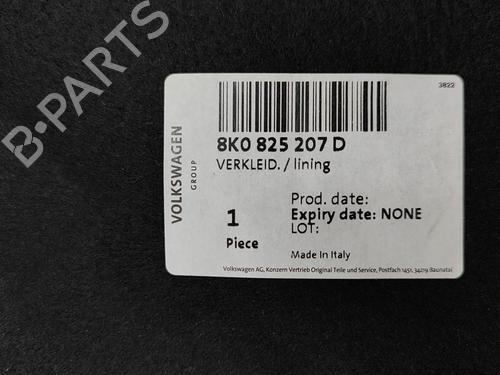 B-PARTS
3822
VOLKSWAGEN
GROUP
8K0 825 207 D
VERKLEID. / lining
Prod. date:
1
Expiry date: NONE
LOT:
Piece
Made In Italy
Volkswagen AG, Konzern Vertrieb Original Teile und Service, Postfach 1451, 34219 Baunatal